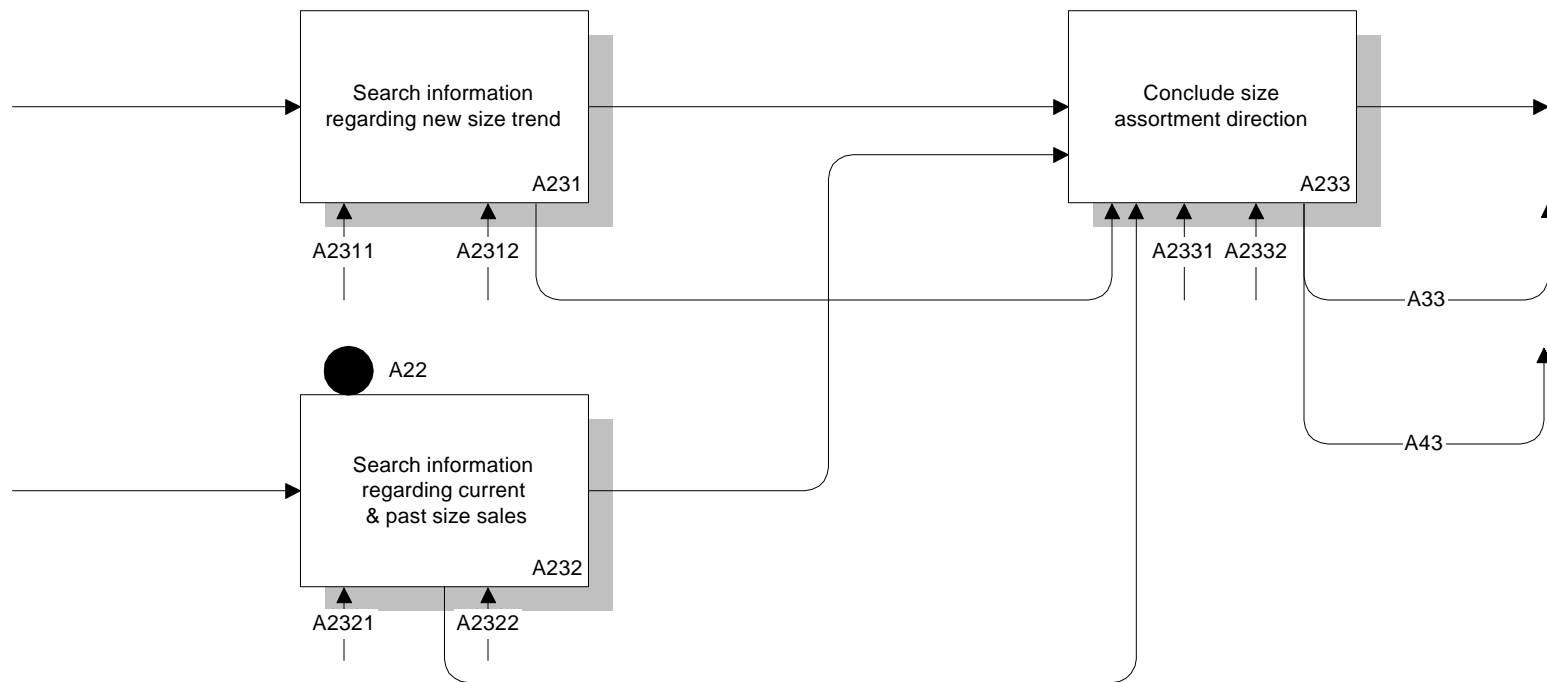 Search information
regarding new size trend
A231
A2311
A2312
Conclude size
assortment direction
A233
A2331
A2332
A33
A43
A22
Search information
regarding current
& past size sales
A232
A2321
A2322